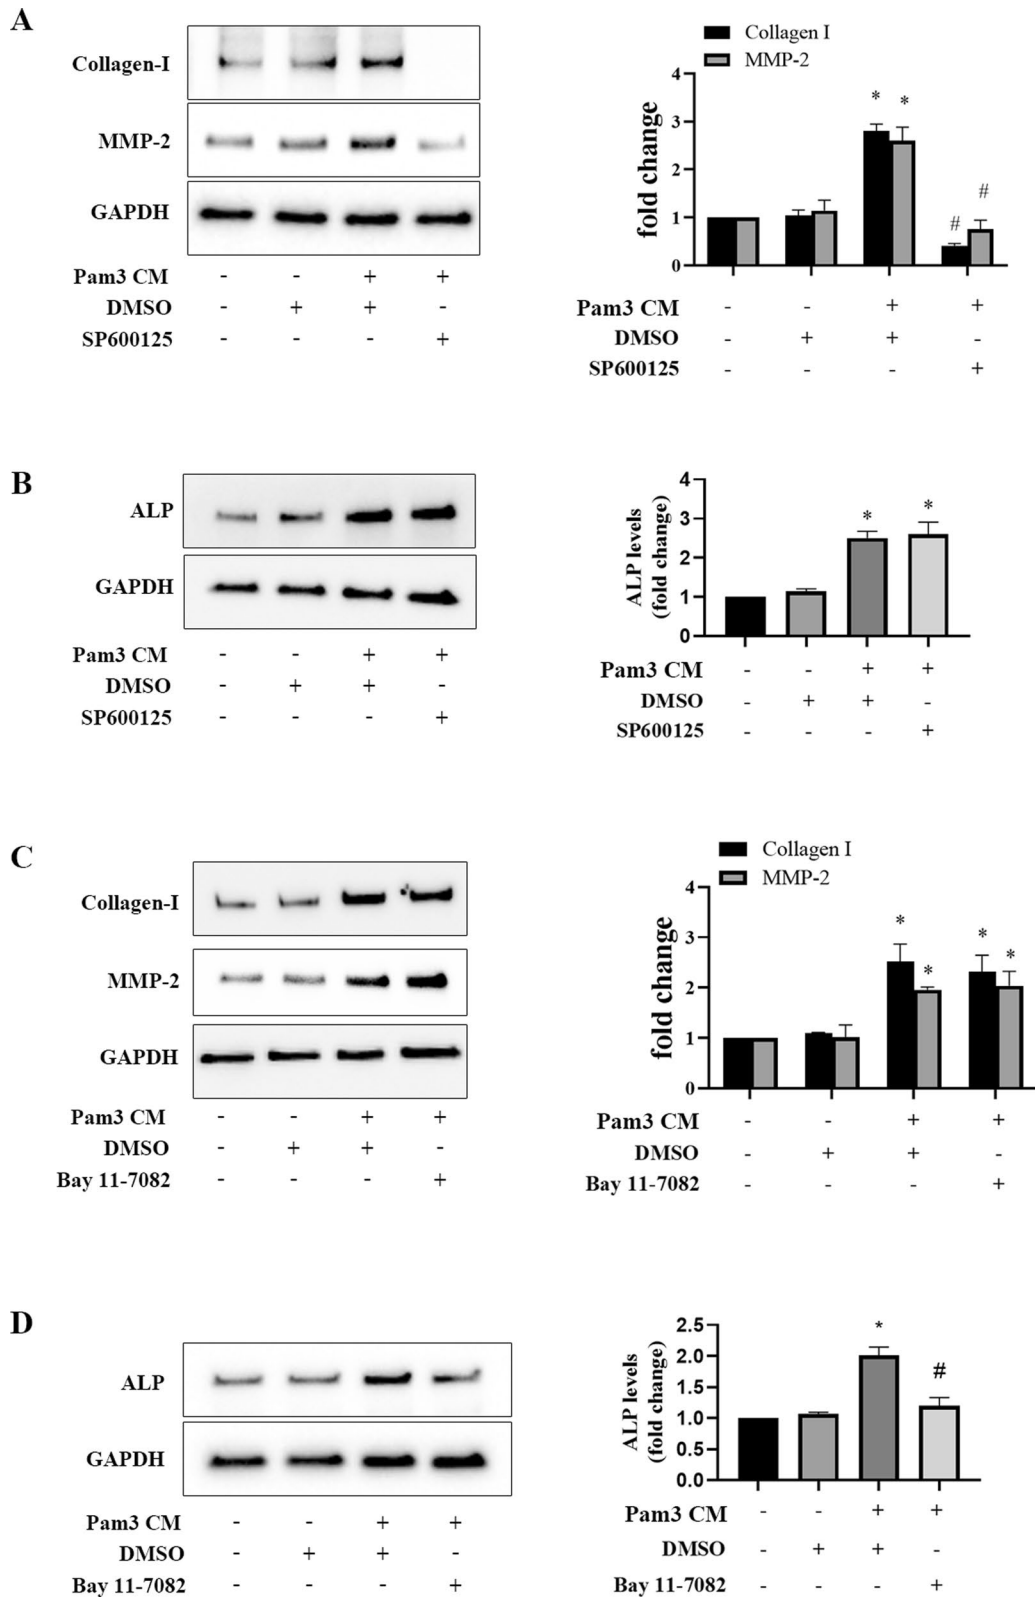 A
Collagen-I
MMP-2
GAPDH
Pam3 CM - - + +
DMSO - + + -
SP600125 - - - +
Collagen I
MMP-2
fold change
4
3
2
1
0
* *
# #
Pam3 CM - - + +
DMSO - + + -
SP600125 - - - +
B
ALP
GAPDH
Pam3 CM - - + +
DMSO - + + -
SP600125 - - - +
ALP levels
(fold change)
4
3
2
1
0
* *
Pam3 CM - - + +
DMSO - + + -
SP600125 - - - +
C
Collagen-I
MMP-2
GAPDH
Pam3 CM - - + +
DMSO - + + -
Bay 11-7082 - - - +
Collagen I
MMP-2
fold change
4
3
2
1
0
* * * *
Pam3 CM - - + +
DMSO - + + -
Bay 11-7082 - - - +
D
ALP
GAPDH
Pam3 CM - - + +
DMSO - + + -
Bay 11-7082 - - - +
ALP levels
(fold change)
2.5
2.0
1.5
1.0
0.5
0.0
* #
Pam3 CM - - + +
DMSO - + + -
Bay 11-7082 - - - +